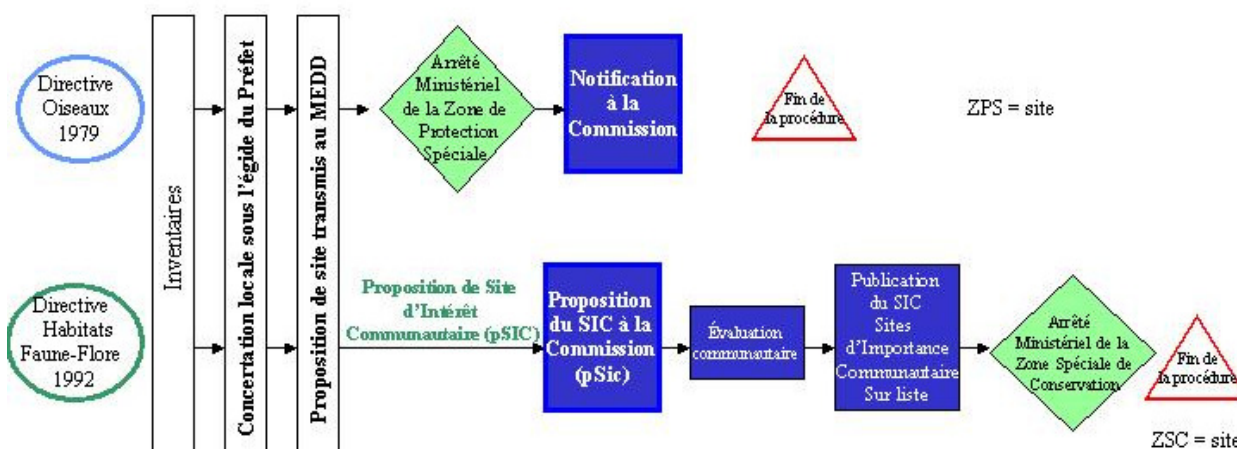 Directive
Oiseaux
1979
Inventaires
Concertation locale sous l'égide du Préfet
Proposition de site transmis au MEDD
Arrêté
Ministériel
de la Zone de
Protection
Spéciale
Notification
à la
Commission
Fin de
la procédure
ZPS = site
Directive
Habitats
Faune-Flore
1992
Proposition de Site
d'Intérêt
Communautaire (pSIC)
Proposition
du SIC à la
Commission
(pSic)
Évaluation
communautaire
Publication
du SIC
Sites
d'Importance
Communautaire
Sur liste
Arrêté
Ministériel de la
Zone Spéciale de
Conservation
Fin de
la procédure
ZSC = site